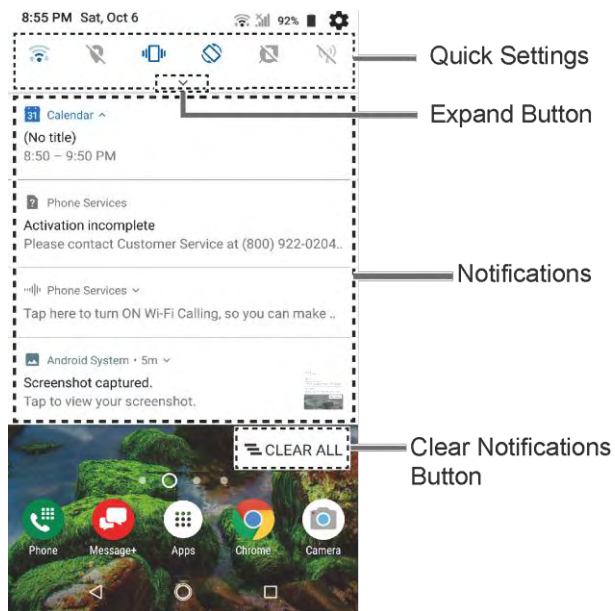 8:55 PM Sat, Oct 6 92%
Quick Settings
Expand Button
31 Calendar
(No title)
8:50 – 9:50 PM
? Phone Services
Activation incomplete
Please contact Customer Service at (800) 922-0204..
Phone Services
Tap here to turn ON Wi-Fi Calling, so you can make ..
Notifications
Android System • 5m
Screenshot captured.
Tap to view your screenshot.
CLEAR ALL
Clear Notifications
Button
Phone Message+ Apps Chrome Camera